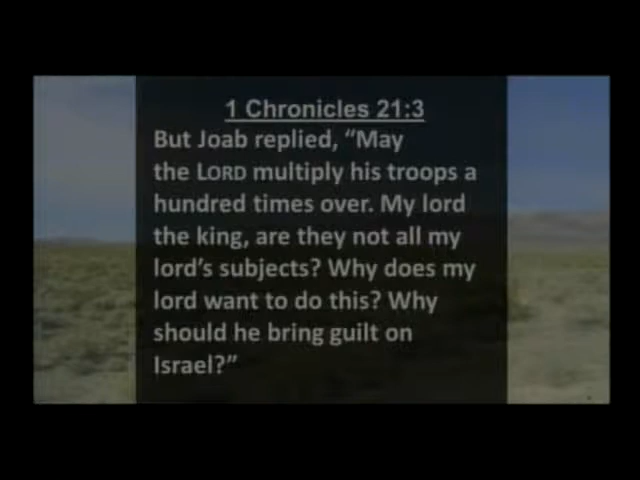 1 Chronicles 21:3
But Joab replied, “May
the LORD multiply his troops a
hundred times over. My lord
the king, are they not all my
lord’s subjects? Why does my
lord want to do this? Why
should he bring guilt on
Israel?”